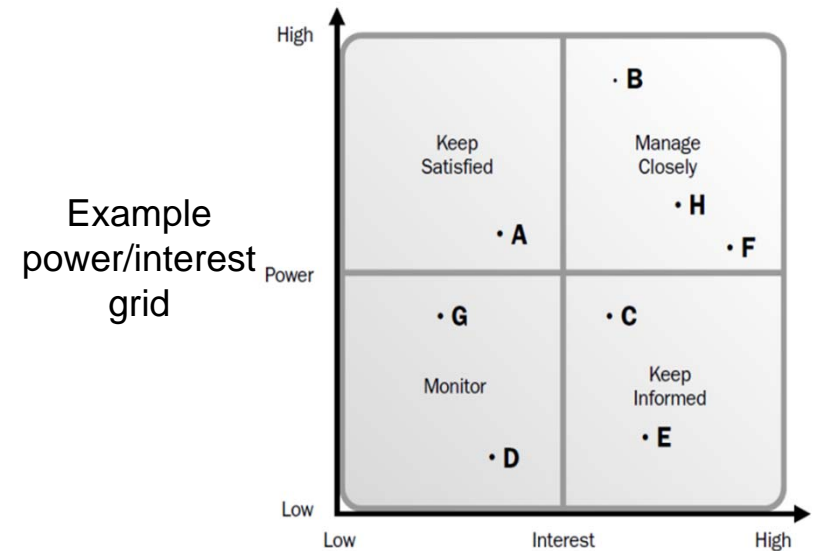 Example
power/interest
grid
High
Power
Low
Keep
Satisfied
• A
• B
Manage
Closely
• H
• F
• G
Monitor
• D
• C
Keep
Informed
• E
Low
Interest
High